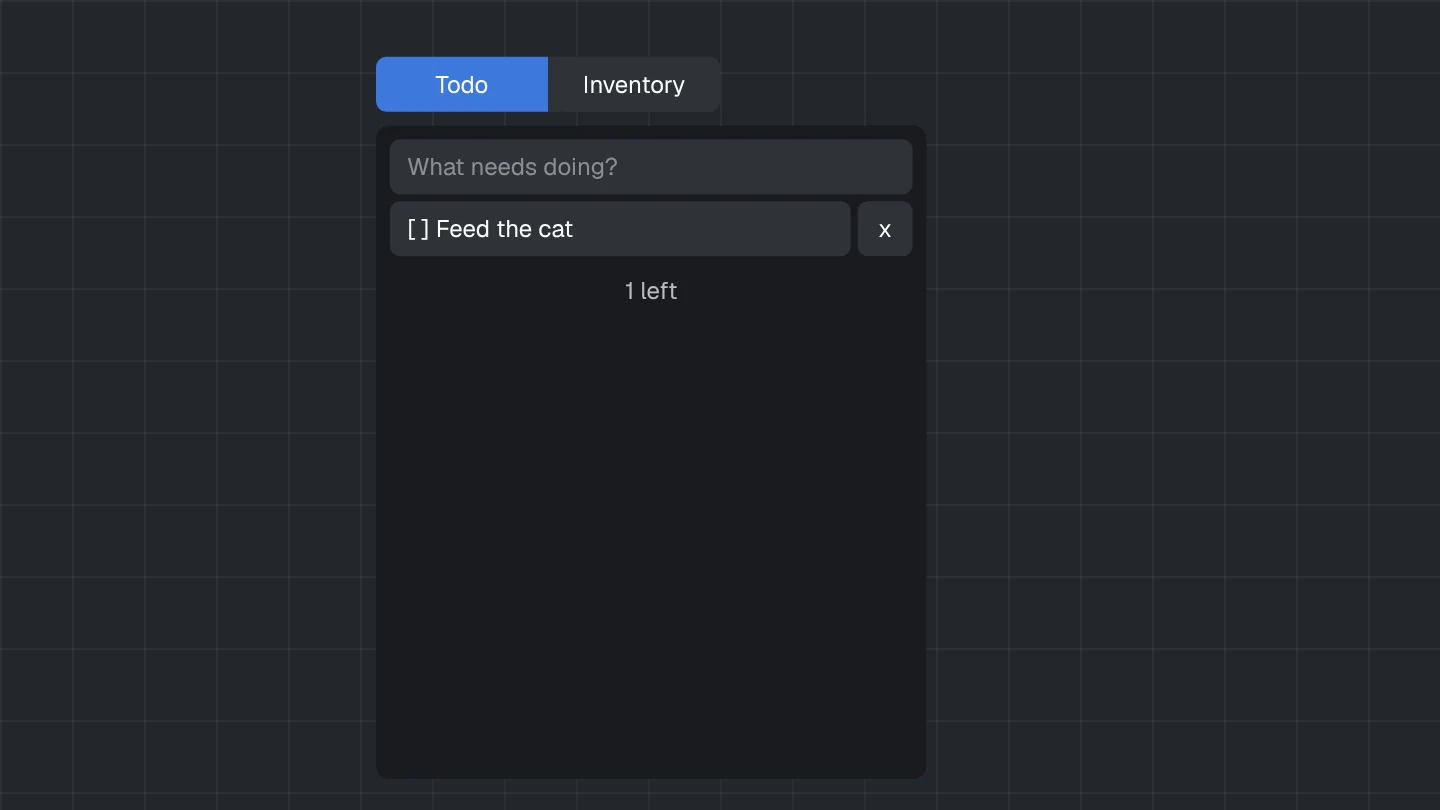 Todo Inventory
What needs doing?
[ ] Feed the cat x
1 left